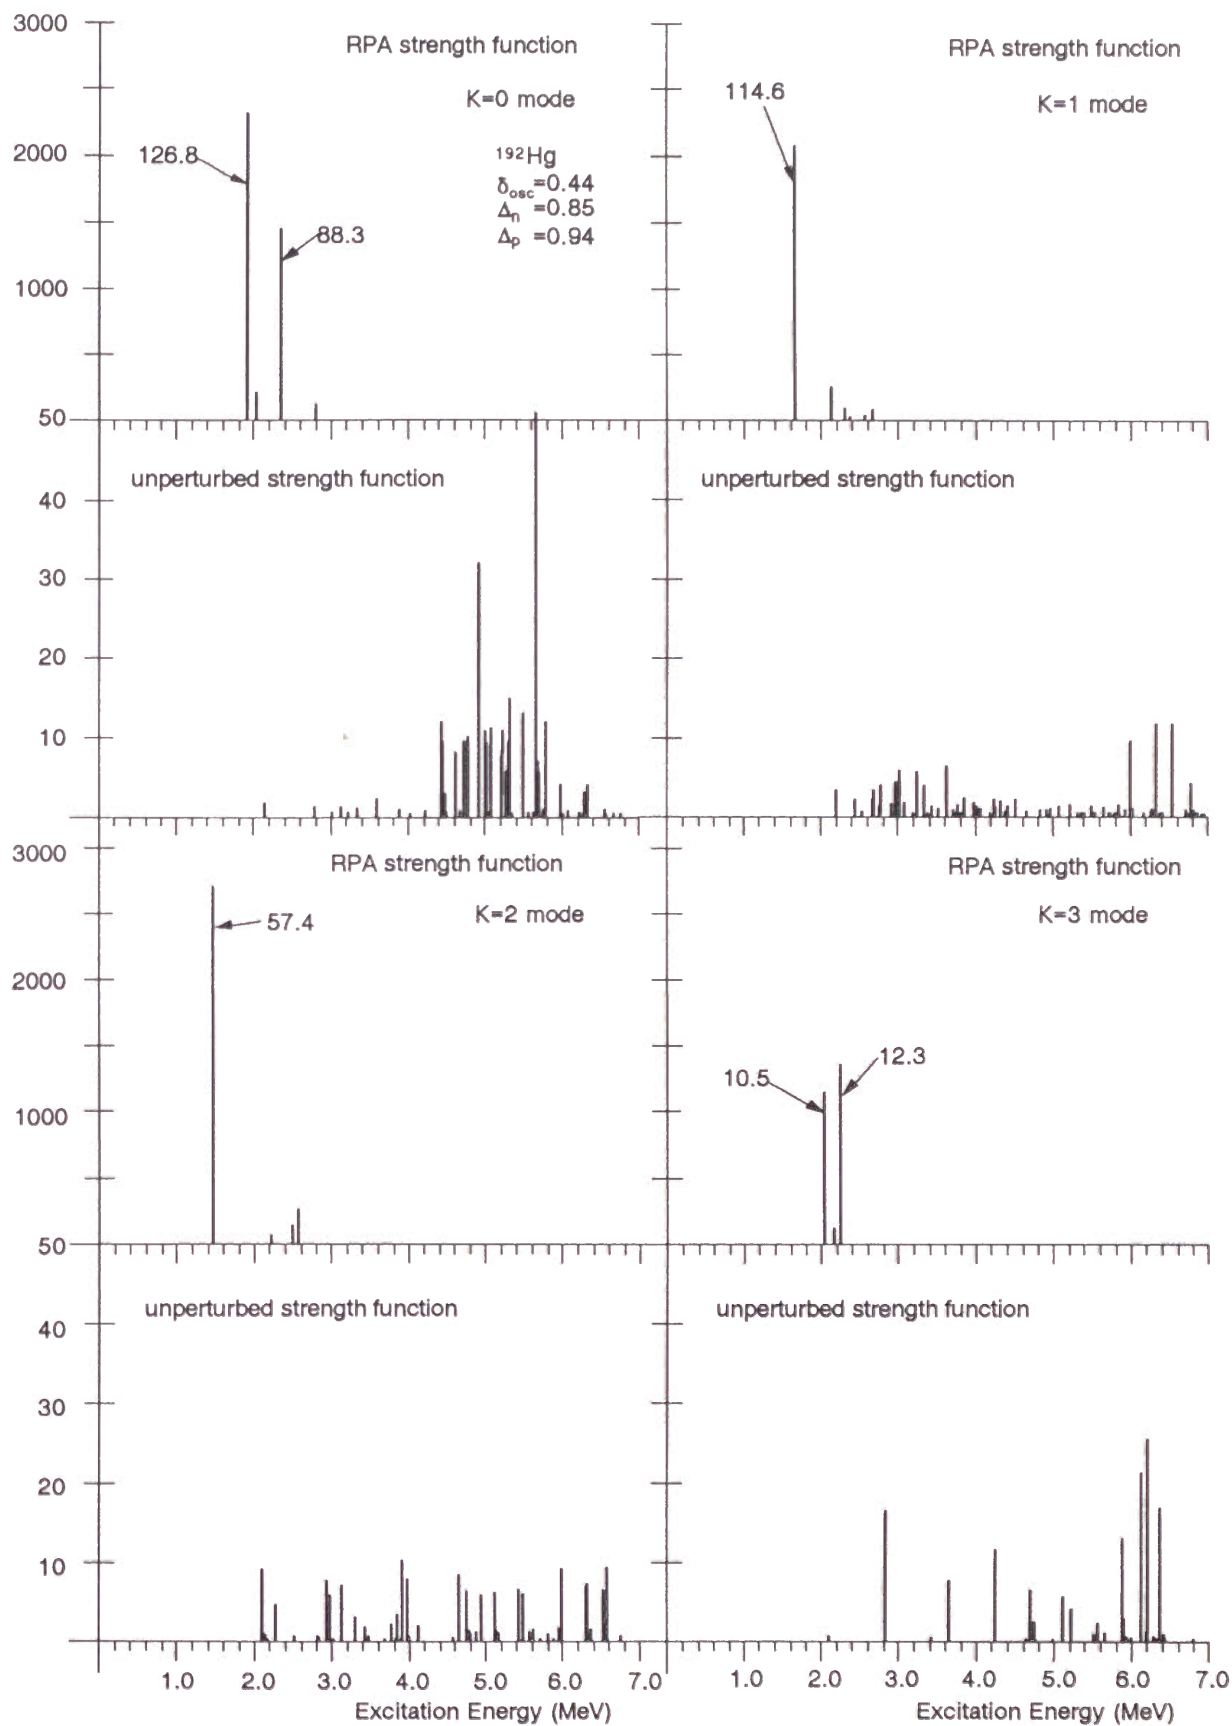 3000
2000
1000
50
40
30
20
10
RPA strength function
K=0 mode
126.8
88.3
¹⁹²Hg
δosc=0.44
Δn =0.85
Δp =0.94
RPA strength function
K=1 mode
114.6
unperturbed strength function
unperturbed strength function
3000
2000
1000
50
40
30
20
10
RPA strength function
K=2 mode
57.4
RPA strength function
K=3 mode
10.5
12.3
unperturbed strength function
unperturbed strength function
1.0 2.0 3.0 4.0 5.0 6.0 7.0
Excitation Energy (MeV)
1.0 2.0 3.0 4.0 5.0 6.0 7.0
Excitation Energy (MeV)